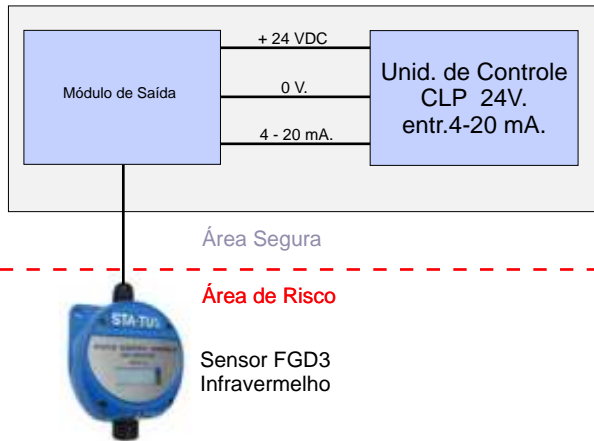 + 24 VDC
Módulo de Saída
0 V.
4 - 20 mA.
Unid. de Controle
CLP 24V.
entr.4-20 mA.
Área Segura
Área de Risco
STA-TUS
Sensor FGD3
Infravermelho